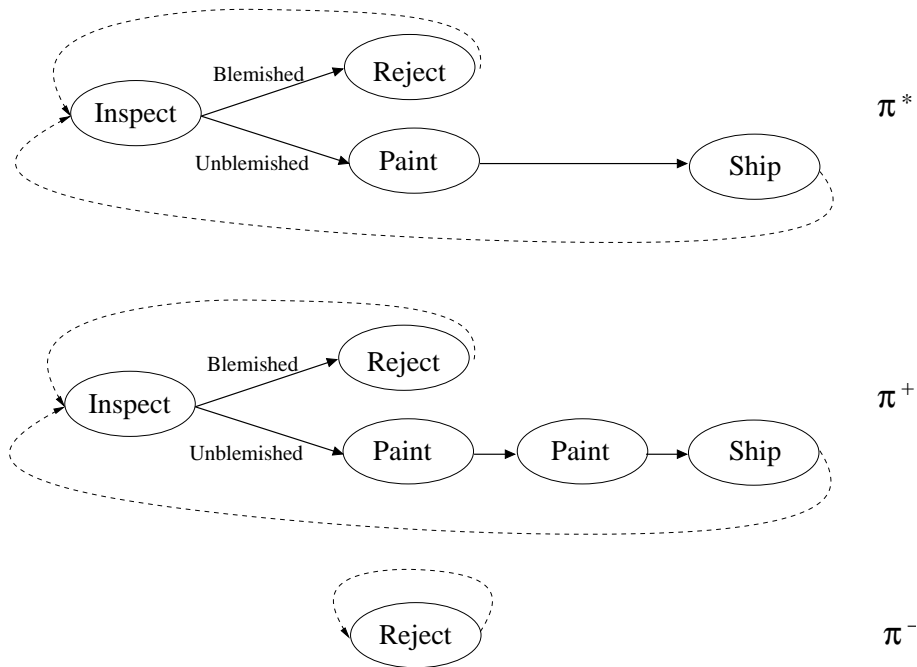 Blemished
Reject
Inspect
π*
Unblemished
Paint
Ship
Blemished
Reject
Inspect
π+
Unblemished
Paint
Paint
Ship
Reject
π−